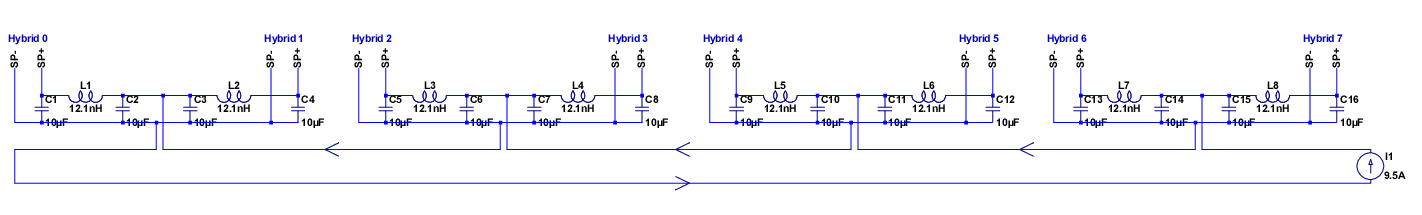 Hybrid 0 Hybrid 1 Hybrid 2 Hybrid 3 Hybrid 4 Hybrid 5 Hybrid 6 Hybrid 7
SP- SP+ SP- SP+ SP- SP+ SP- SP+ SP- SP+ SP- SP+ SP- SP+ SP- SP+
L1 L2 L3 L4 L5 L6 L7 L8
C1 C2 C3 C4 C5 C6 C7 C8 C9 C10 C11 C12 C13 C14 C15 C16
12.1nH 12.1nH 12.1nH 12.1nH 12.1nH 12.1nH 12.1nH 12.1nH
10µF 10µF 10µF 10µF 10µF 10µF 10µF 10µF 10µF 10µF 10µF 10µF 10µF 10µF 10µF 10µF
I1
9.5A